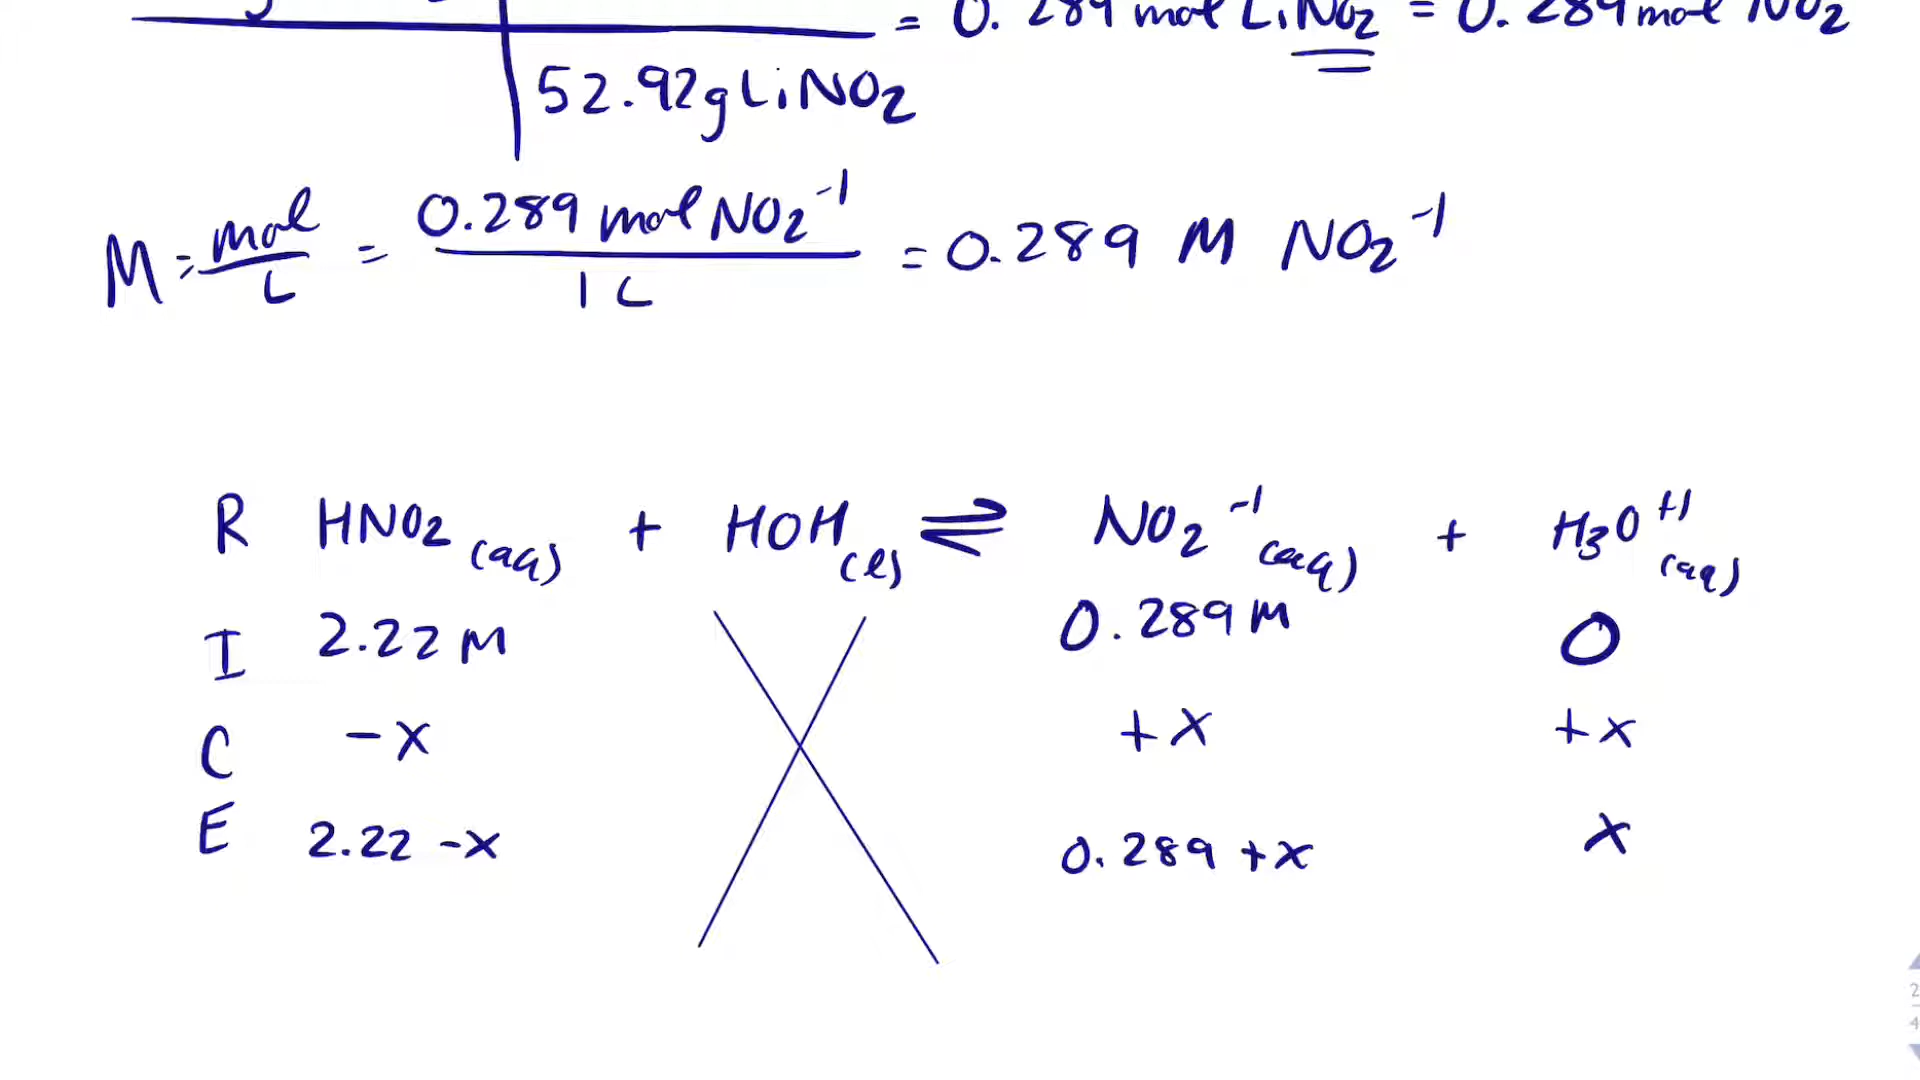 = 0.289 mol LiNO2 = 0.289 mol NO2
52.92g LiNO2
M = mol/L = 0.289 mol NO2⁻¹ / 1 L = 0.289 M NO2⁻¹
R HNO2 (aq) + HOH (l) ⇌ NO2⁻¹ (aq) + H3O⁺¹ (aq)
I 2.22 M 0.289 M 0
C -x +x +x
E 2.22 -x 0.289 +x x
2
4